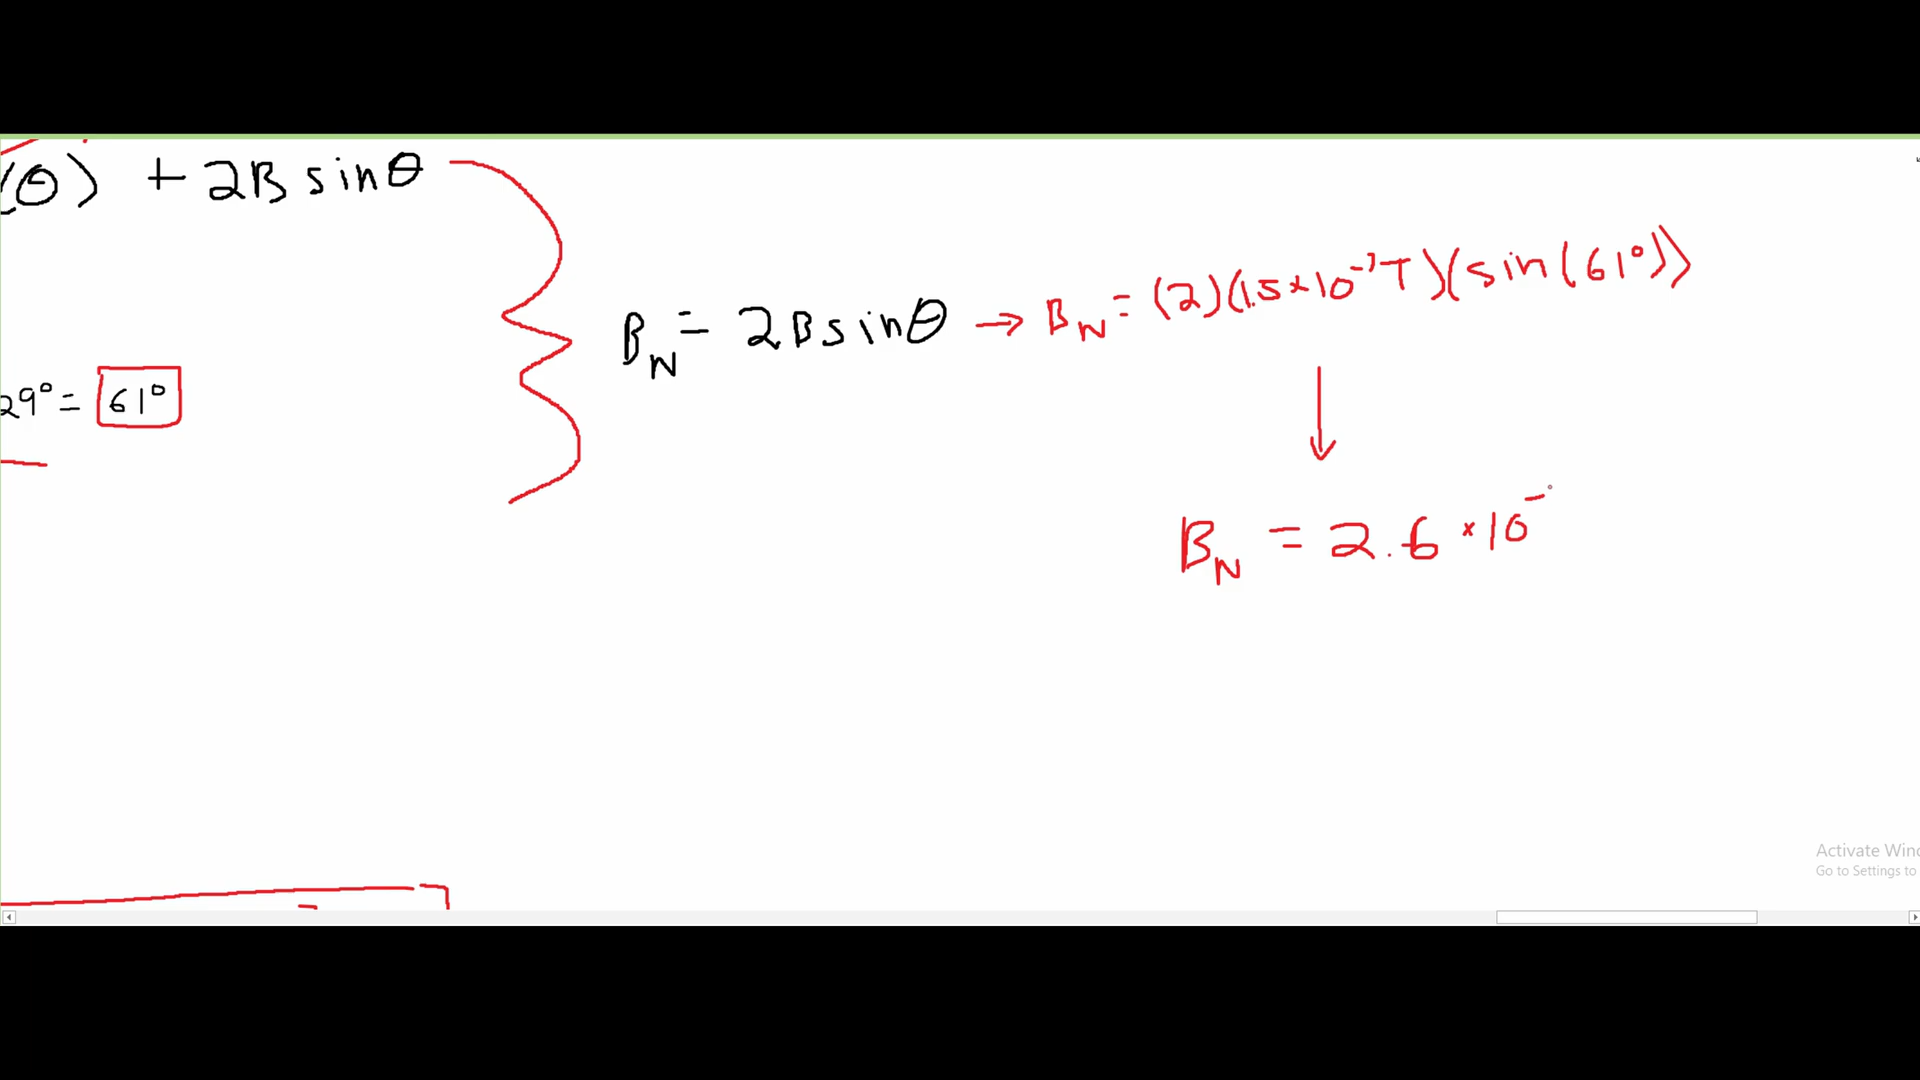 (θ) + 2B sinθ
B_N = 2B sinθ → B_N = (2)(1.5×10⁻⁷T)(sin(61°))
29° = 61°
B_N = 2.6 ×10⁻
Activate Win
Go to Settings to